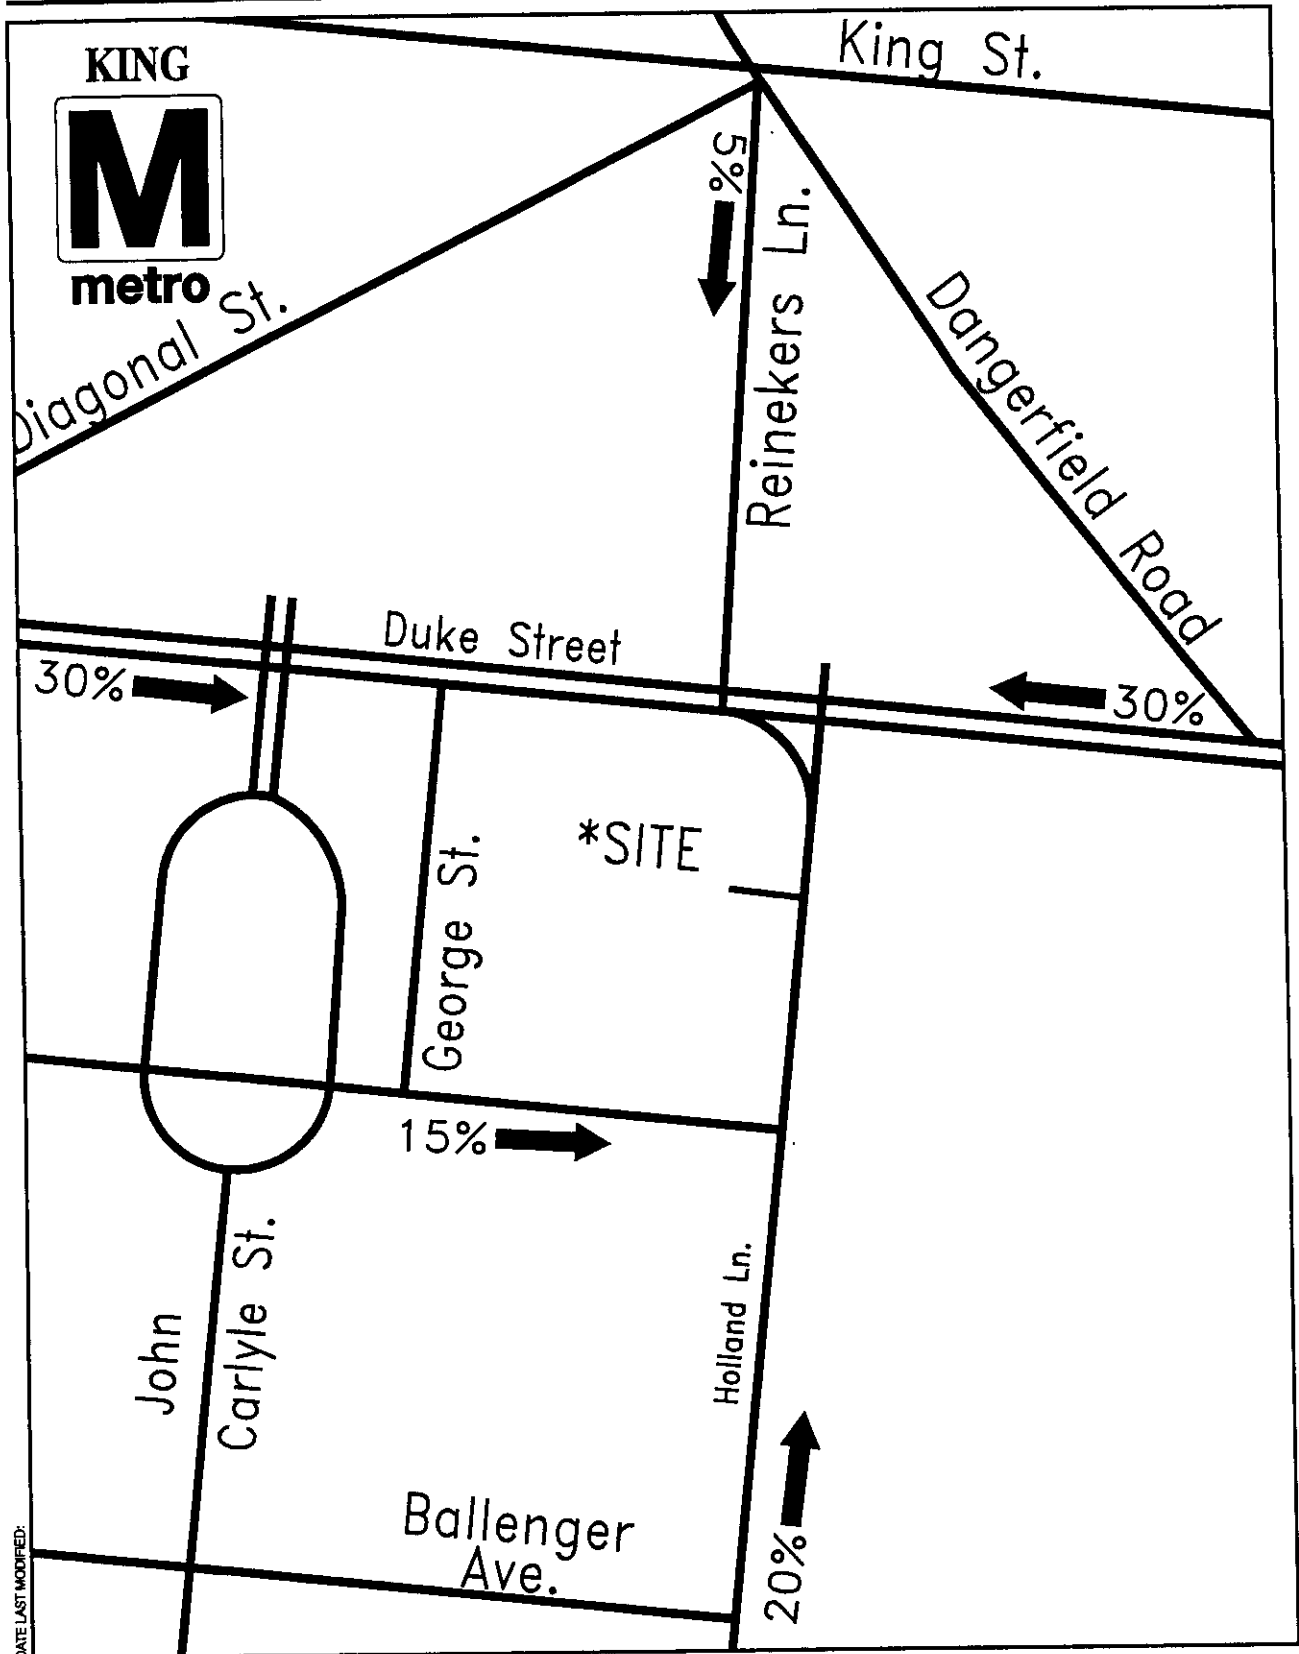 KING
M
metro
King St.
5%
Reinekers Ln.
Dangerfield Road
Diagonal St.
Duke Street
30%
30%
*SITE
George St.
15%
Holland Ln.
John
Carlyle St.
Ballenger
Ave.
20%
DATE LAST MODIFIED: